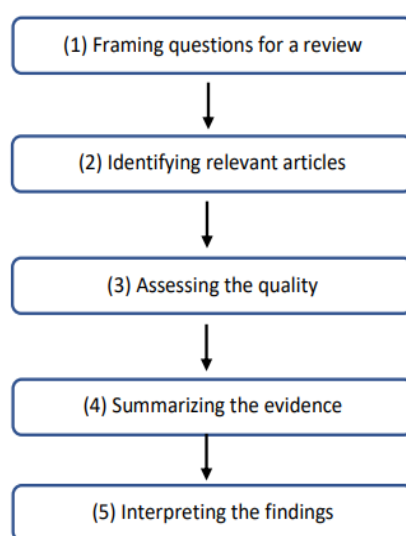 (1) Framing questions for a review
(2) Identifying relevant articles
(3) Assessing the quality
(4) Summarizing the evidence
(5) Interpreting the findings